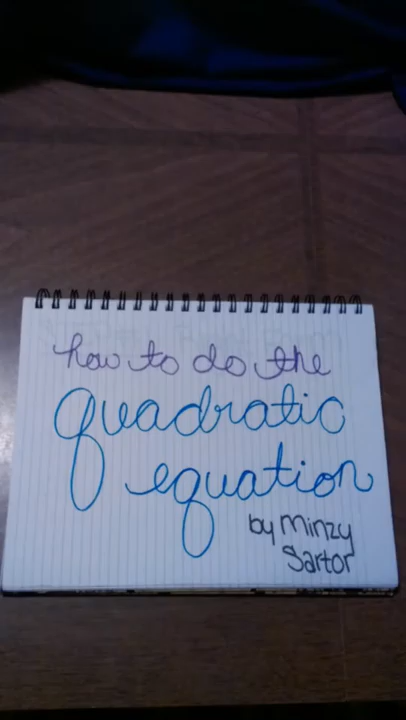 how to do the
quadratic
equation
by Minzy
Sartor